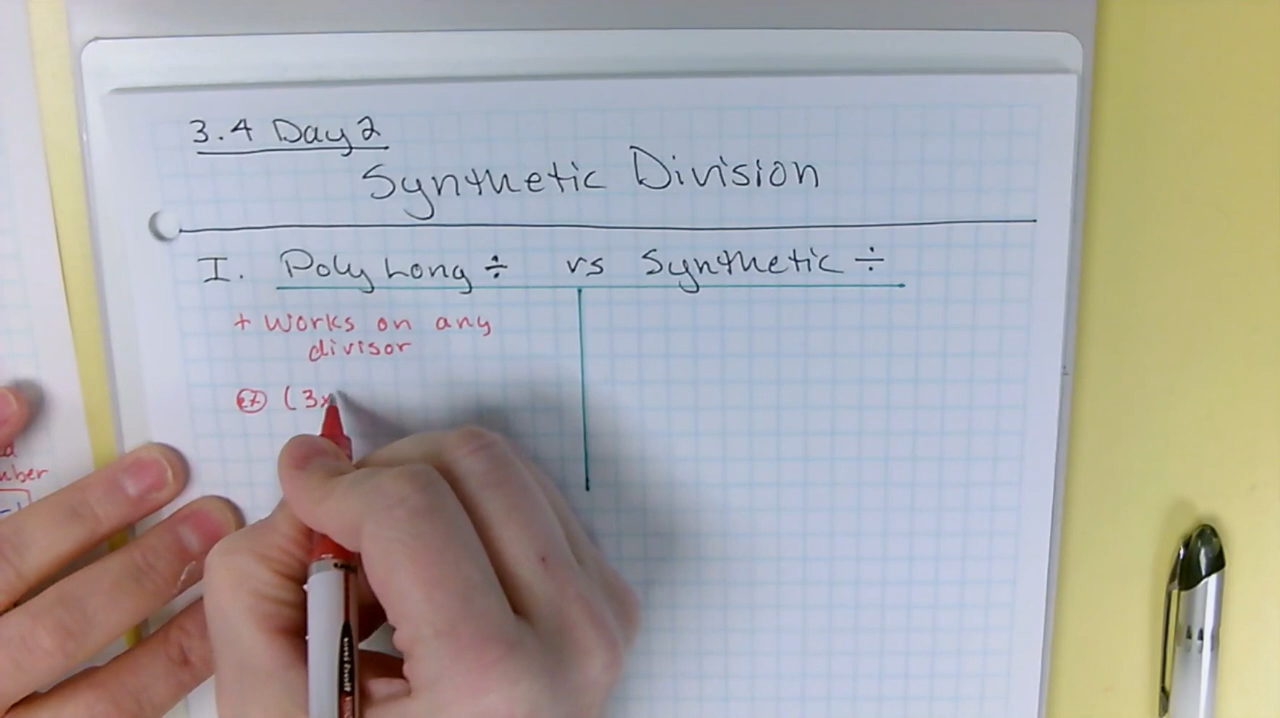 3.4 Day 2
Synthetic Division
I. Poly Long ÷ vs Synthetic ÷
+ Works on any
divisor
ex (3x